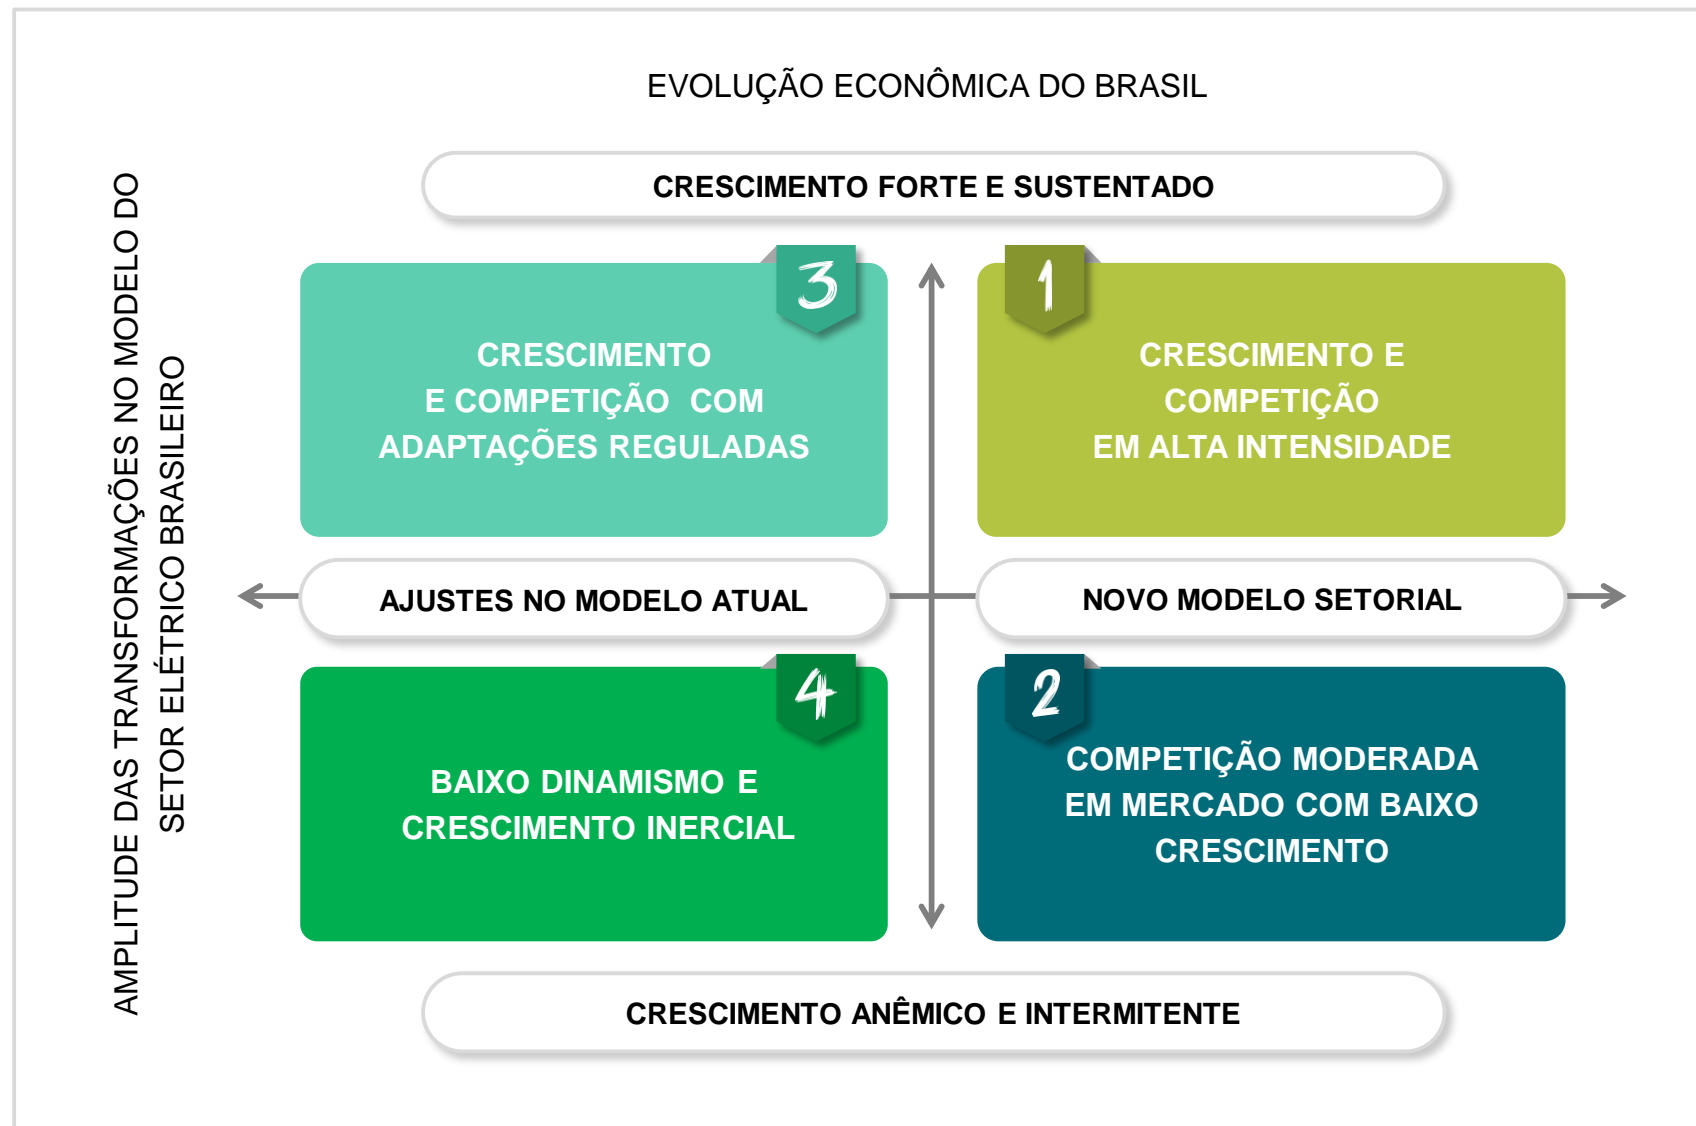 EVOLUÇÃO ECONÔMICA DO BRASIL
AMPLITUDE DAS TRANSFORMAÇÕES NO MODELO DO
SETOR ELÉTRICO BRASILEIRO
CRESCIMENTO FORTE E SUSTENTADO
3
CRESCIMENTO
E COMPETIÇÃO COM
ADAPTAÇÕES REGULADAS
1
CRESCIMENTO E
COMPETIÇÃO
EM ALTA INTENSIDADE
AJUSTES NO MODELO ATUAL
NOVO MODELO SETORIAL
4
BAIXO DINAMISMO E
CRESCIMENTO INERCIAL
2
COMPETIÇÃO MODERADA
EM MERCADO COM BAIXO
CRESCIMENTO
CRESCIMENTO ANÊMICO E INTERMITENTE